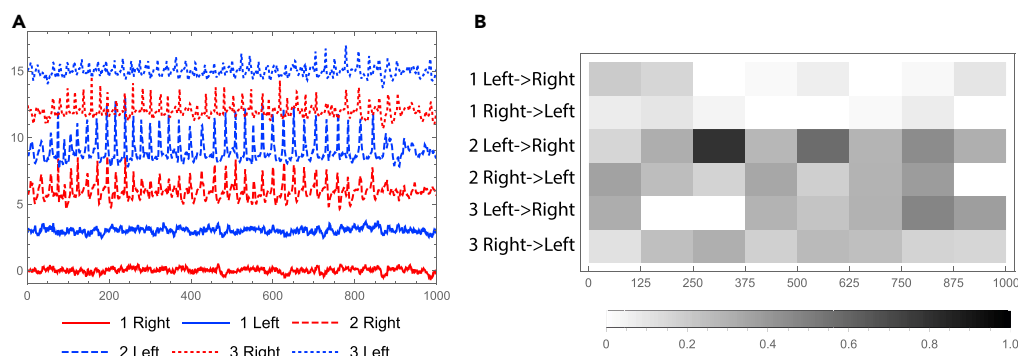 A
15
10
5
0
0 200 400 600 800 1000
1 Right 1 Left 2 Right
2 Left 3 Right 3 Left
B
1 Left->Right
1 Right->Left
2 Left->Right
2 Right->Left
3 Left->Right
3 Right->Left
0 125 250 375 500 625 750 875 1000
0 0.2 0.4 0.6 0.8 1.0